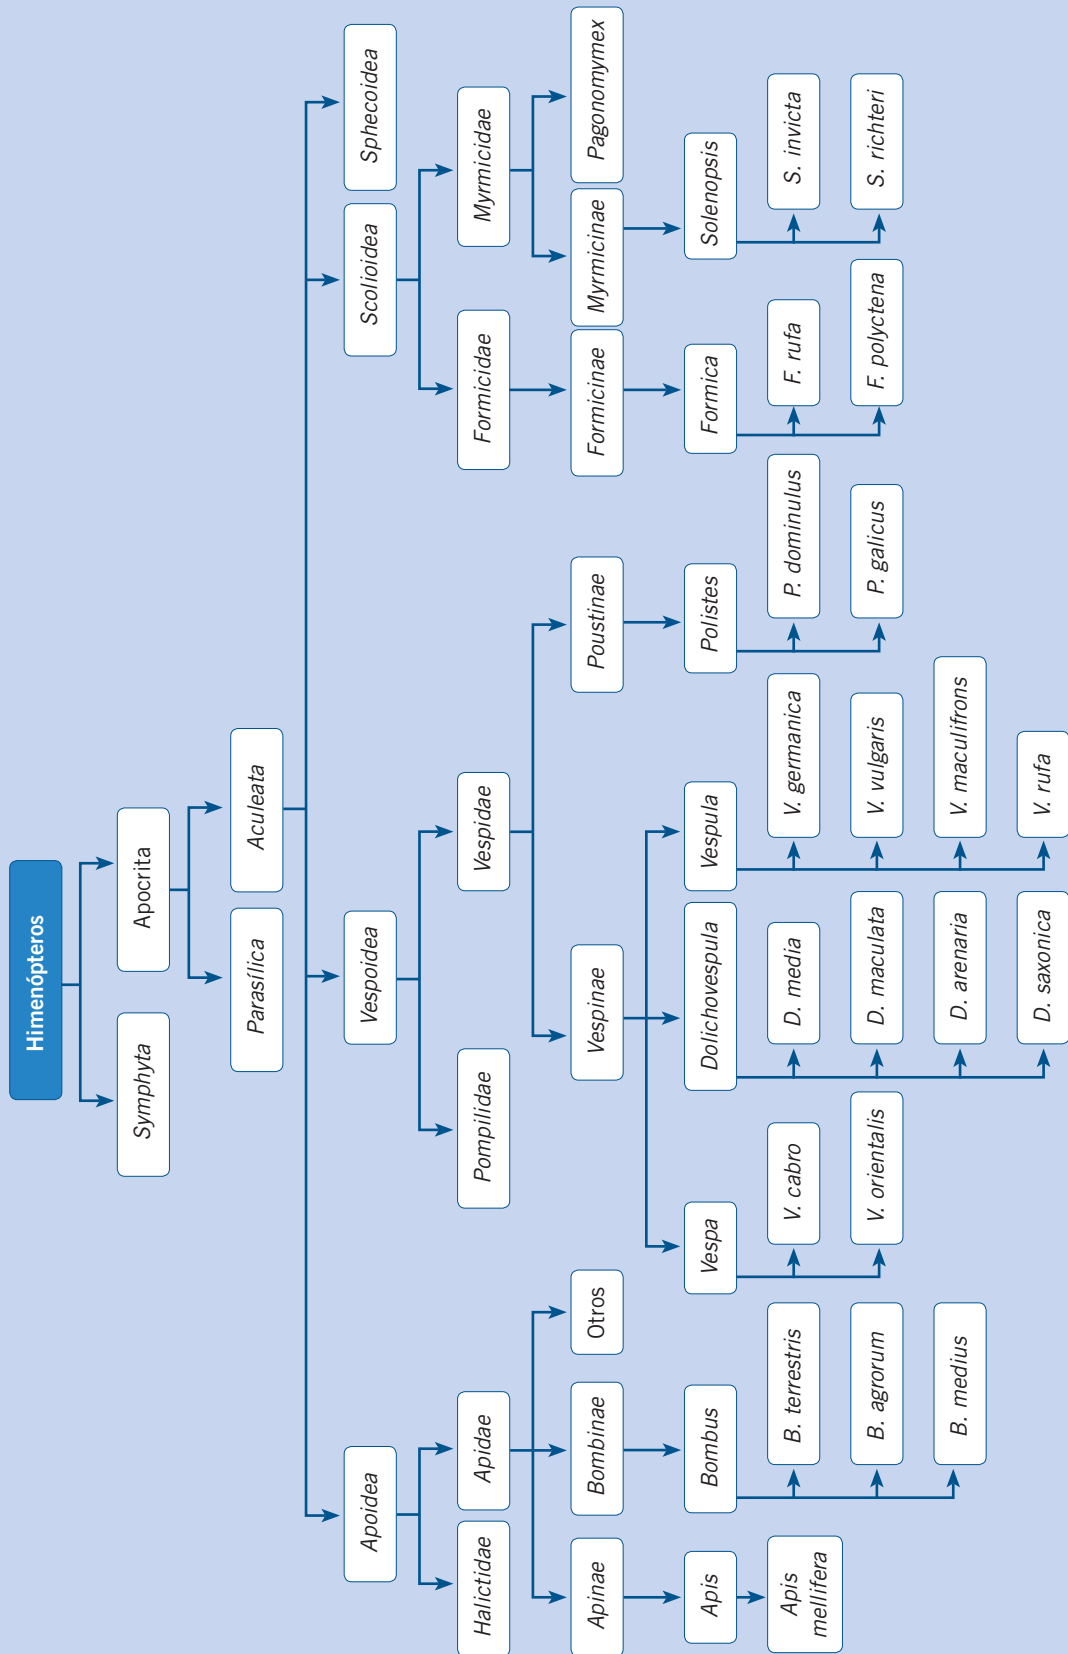 Himenópteros
Symphyta
Apocrita
Parasílica
Aculeata
Apoidea
Vespoidea
Scolioidea
Sphecoidea
Halictidae
Apidae
Pompilidae
Vespidae
Formicidae
Myrmicidae
Apinae
Bombinae
Otros
Vespinae
Poustinae
Formicinae
Myrmicinae
Pagonomymex
Apis
Bombus
Vespa
Dolichovespula
Vespula
Polistes
Formica
Solenopsis
Apis
mellifera
B. terrestris
B. agrorum
B. medius
V. cabro
V. orientalis
D. media
D. maculata
D. arenaria
D. saxonica
V. germanica
V. vulgaris
V. maculifrons
V. rufa
P. dominulus
P. galicus
F. rufa
F. polyctena
S. invicta
S. richteri